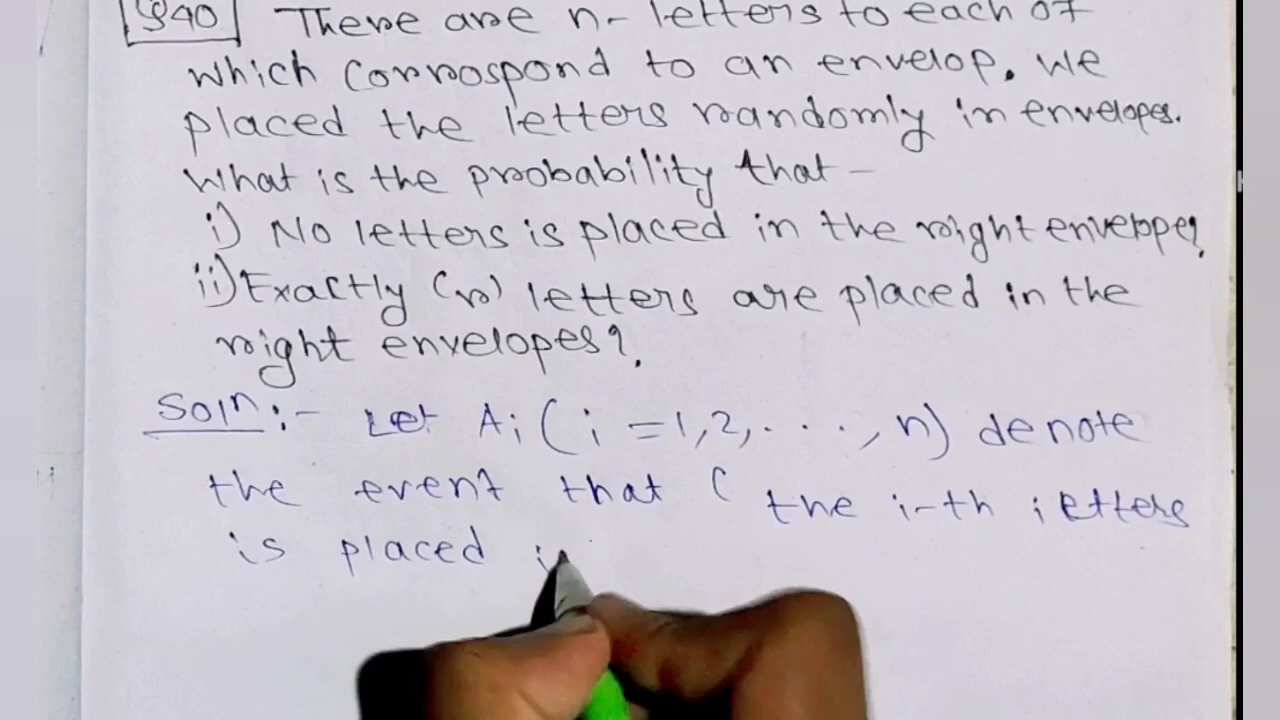 Q40 There are n- letters to each of
which correspond to an envelop. We
placed the letters randomly in envelopes.
What is the probability that -
i) No letters is placed in the right envelope?
ii) Exactly (r) letters are placed in the
right envelopes?
Soln :- Let Ai (i = 1, 2, . . . , n) denote
the event that ( the i-th letters
is placed i